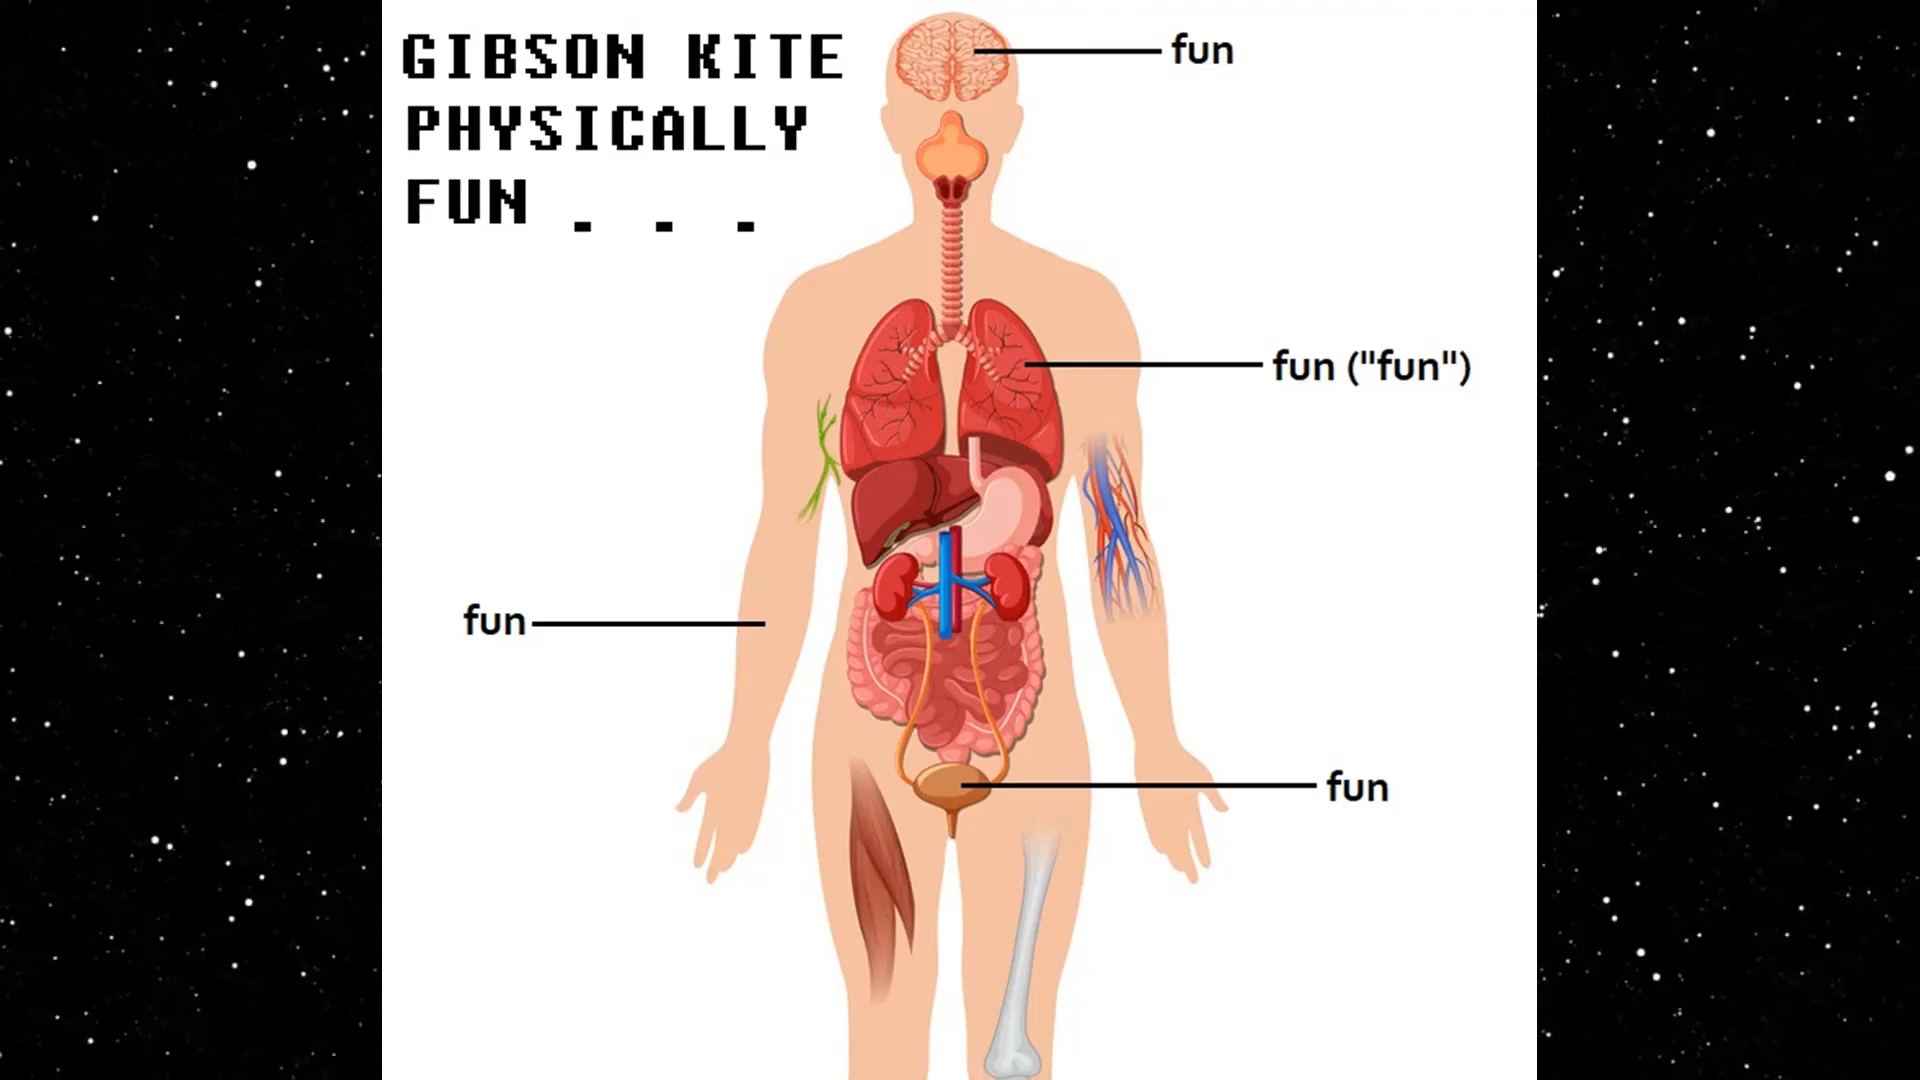 GIBSON KITE
PHYSICALLY
FUN . . .
fun
fun ("fun")
fun
fun